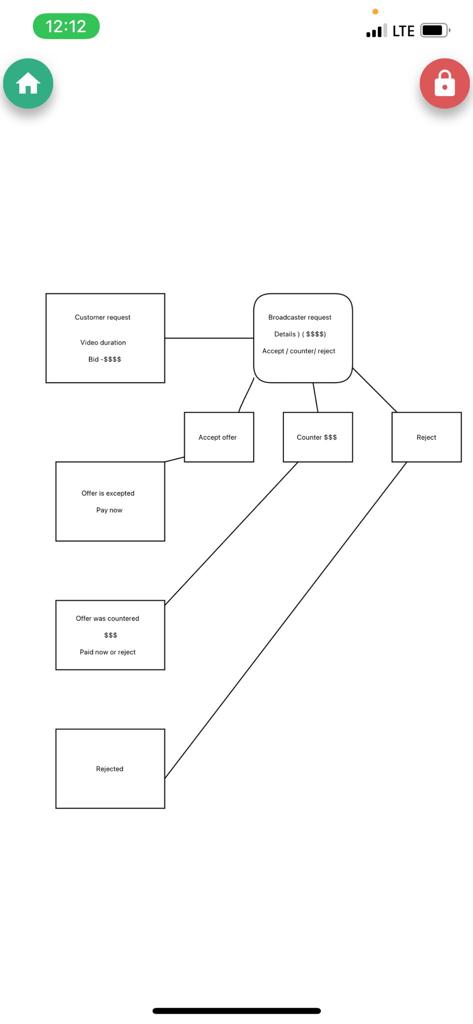 12:12
LTE
Customer request
Video duration
Bid -$$$$
Broadcaster request
Details ) ( $$$$)
Accept / counter/ reject
Accept offer
Counter $$$
Reject
Offer is excepted
Pay now
Offer was countered
$$$
Paid now or reject
Rejected